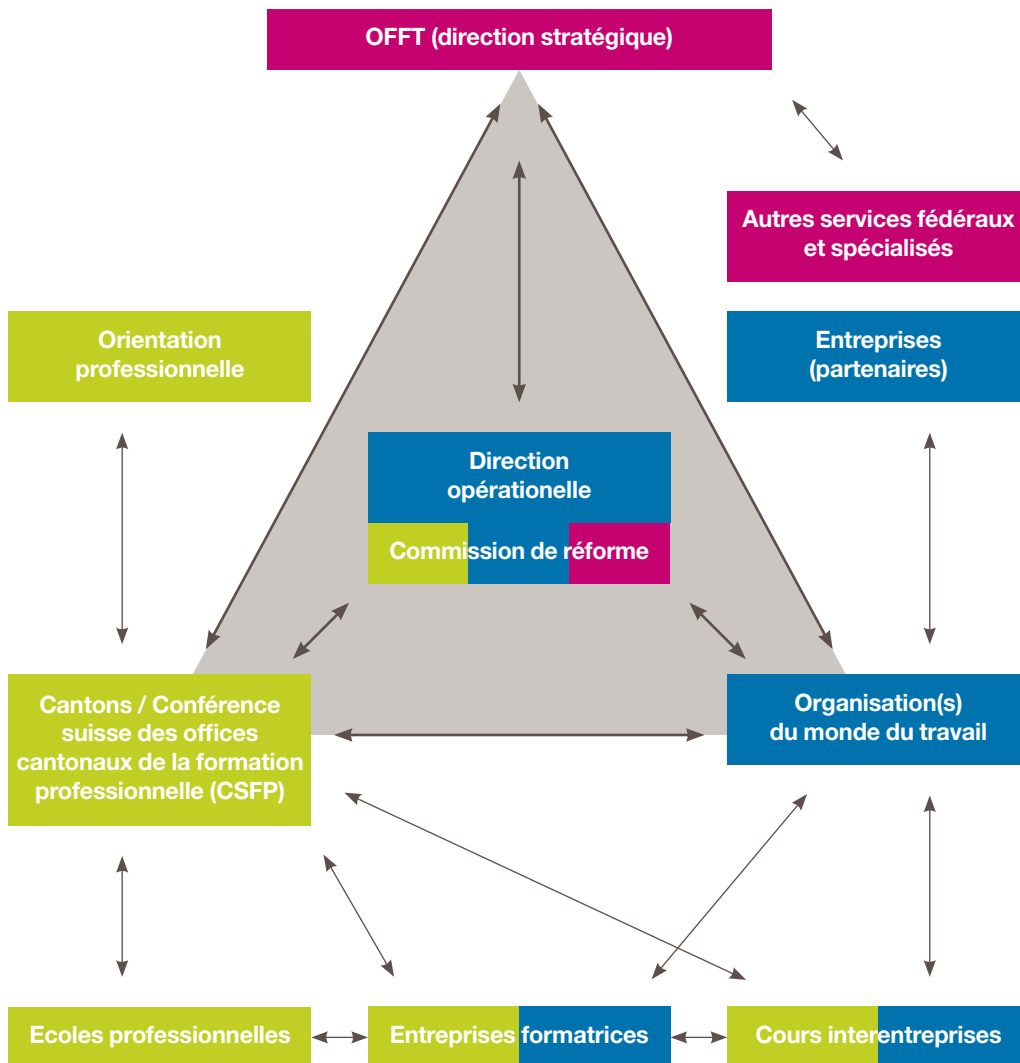 OFFT (direction stratégique)
Autres services fédéraux
et spécialisés
Orientation
professionnelle
Entreprises
(partenaires)
Direction
opérationelle
Commission de réforme
Cantons / Conférence
suisse des offices
cantonaux de la formation
professionnelle (CSFP)
Organisation(s)
du monde du travail
Ecoles professionnelles
Entreprises formatrices
Cours interentreprises